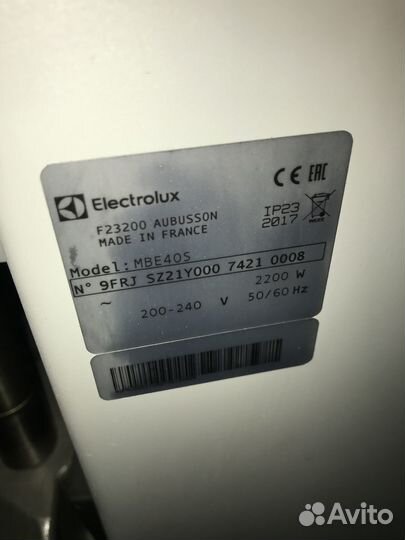 Electrolux
CE EAC
F23200 AUBUSSON
MADE IN FRANCE
IP23
2017
Model: MBE40S
N° 9FRJ SZ21Y000 7421 0008
2200 W
~ 200-240 V 50/60 Hz
Avito